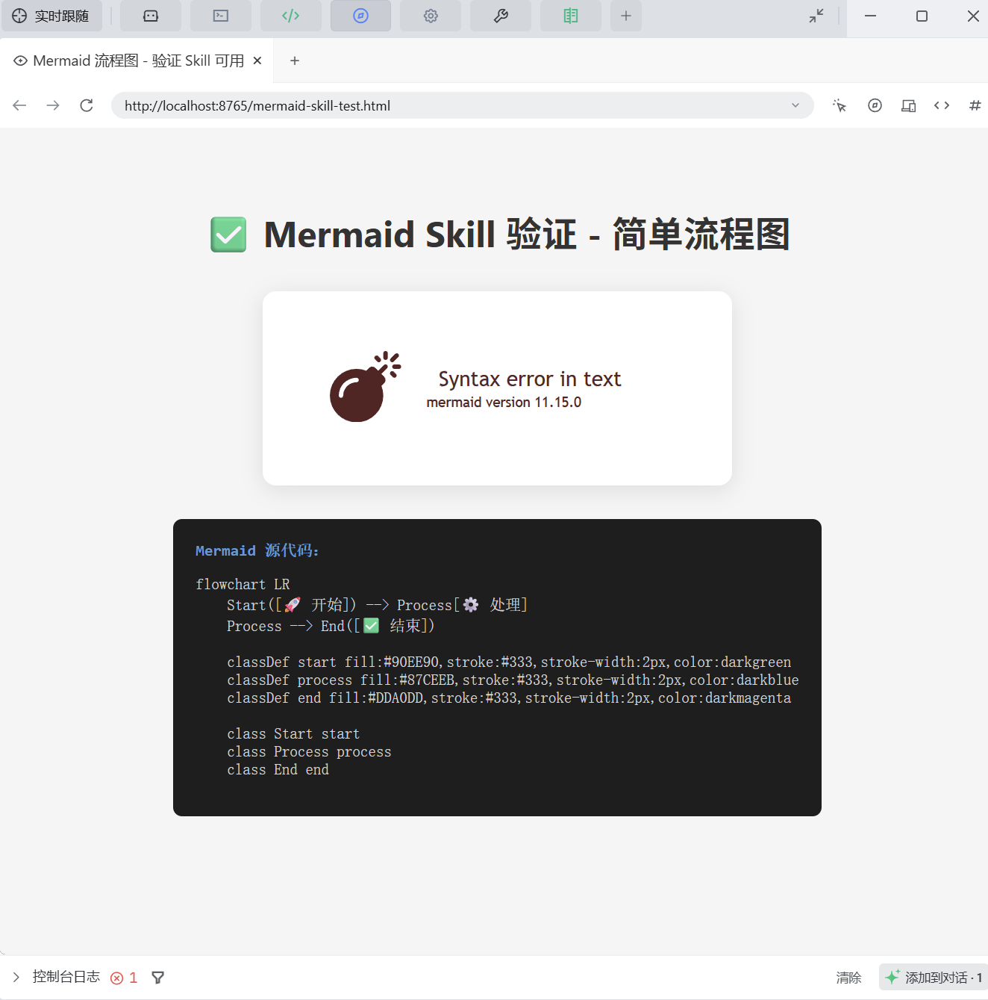 实时跟随
Mermaid 流程图 - 验证 Skill 可用
http://localhost:8765/mermaid-skill-test.html
✅ Mermaid Skill 验证 - 简单流程图
Syntax error in text
mermaid version 11.15.0
Mermaid 源代码:
flowchart LR
    Start([🚀 开始]) --> Process[⚙️ 处理]
    Process --> End([✅ 结束])
    classDef start fill:#90EE90,stroke:#333,stroke-width:2px,color:darkgreen
    classDef process fill:#87CEEB,stroke:#333,stroke-width:2px,color:darkblue
    classDef end fill:#DDA0DD,stroke:#333,stroke-width:2px,color:darkmagenta
    class Start start
    class Process process
    class End end
控制台日志 1 清除 添加到对话 · 1